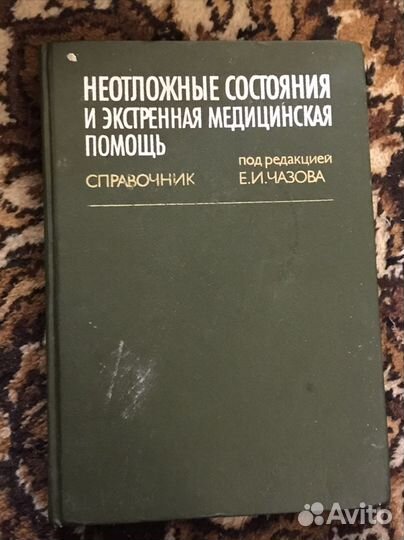 НЕОТЛОЖНЫЕ СОСТОЯНИЯ
И ЭКСТРЕННАЯ МЕДИЦИНСКАЯ
ПОМОЩЬ
под редакцией
СПРАВОЧНИК Е.И.ЧАЗОВА
Avito